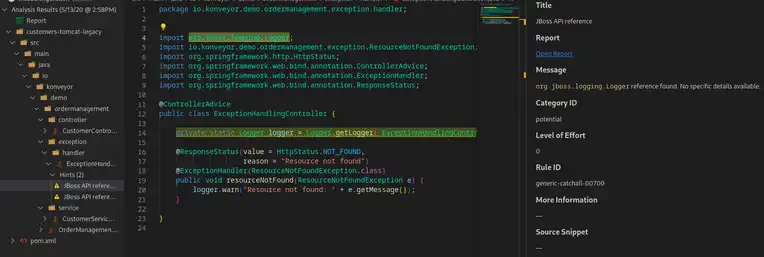 Analysis Results (5/13/20 @ 2:58PM)
Report
customers-tomcat-legacy
src
main
java
io
konveyor
demo
ordermanagement
controller
CustomerContro...
exception
handler
ExceptionHand...
Hints (2)
JBoss API refere...
JBoss API refere...
service
CustomerServic...
OrderManagemen...
pom.xml
1 package io.konveyor.demo.ordermanagement.exception.handler;
2
3
4 import org.jboss.logging.Logger;
5 import io.konveyor.demo.ordermanagement.exception.ResourceNotFoundException;
6 import org.springframework.http.HttpStatus;
7 import org.springframework.web.bind.annotation.ControllerAdvice;
8 import org.springframework.web.bind.annotation.ExceptionHandler;
9 import org.springframework.web.bind.annotation.ResponseStatus;
10
11 @ControllerAdvice
12 public class ExceptionHandlingController {
13
14 private static Logger logger = Logger.getLogger( ExceptionHandlingContro
15
16 @ResponseStatus(value = HttpStatus.NOT_FOUND,
17 reason = "Resource not found")
18 @ExceptionHandler(ResourceNotFoundException.class)
19 public void resourceNotFound(ResourceNotFoundException e) {
20 logger.warn("Resource not found: " + e.getMessage());
21 }
22
23 }
24
Title
JBoss API reference
Report
Open Report
Message
org.jboss.logging.Logger reference found. No specific details available.
Category ID
potential
Level of Effort
0
Rule ID
generic-catchall-00700
More Information
—
Source Snippet
—